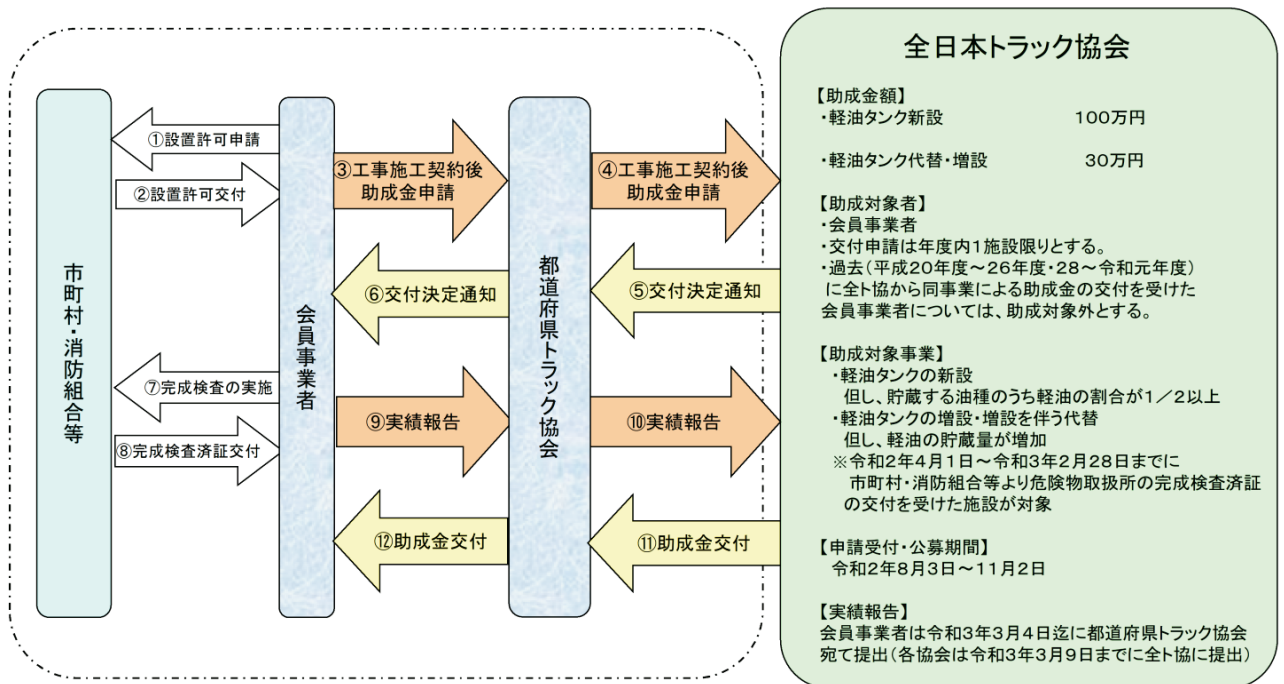 市町村・消防組合等
①設置許可申請
②設置許可交付
⑦完成検査の実施
⑧完成検査済証交付
会員事業者
③工事施工契約後
助成金申請
⑥交付決定通知
⑨実績報告
⑫助成金交付
都道府県トラック協会
④工事施工契約後
助成金申請
⑤交付決定通知
⑩実績報告
⑪助成金交付
全日本トラック協会
【助成金額】
・軽油タンク新設 100万円
・軽油タンク代替・増設 30万円
【助成対象者】
・会員事業者
・交付申請は年度内1施設限りとする。
・過去(平成20年度～26年度・28～令和元年度)
に全ト協から同事業による助成金の交付を受けた
会員事業者については、助成対象外とする。
【助成対象事業】
・軽油タンクの新設
但し、貯蔵する油種のうち軽油の割合が1／2以上
・軽油タンクの増設・増設を伴う代替
但し、軽油の貯蔵量が増加
※令和2年4月1日～令和3年2月28日までに
市町村・消防組合等より危険物取扱所の完成検査済証
の交付を受けた施設が対象
【申請受付・公募期間】
令和2年8月3日～11月2日
【実績報告】
会員事業者は令和3年3月4日迄に都道府県トラック協会
宛て提出(各協会は令和3年3月9日までに全ト協に提出)